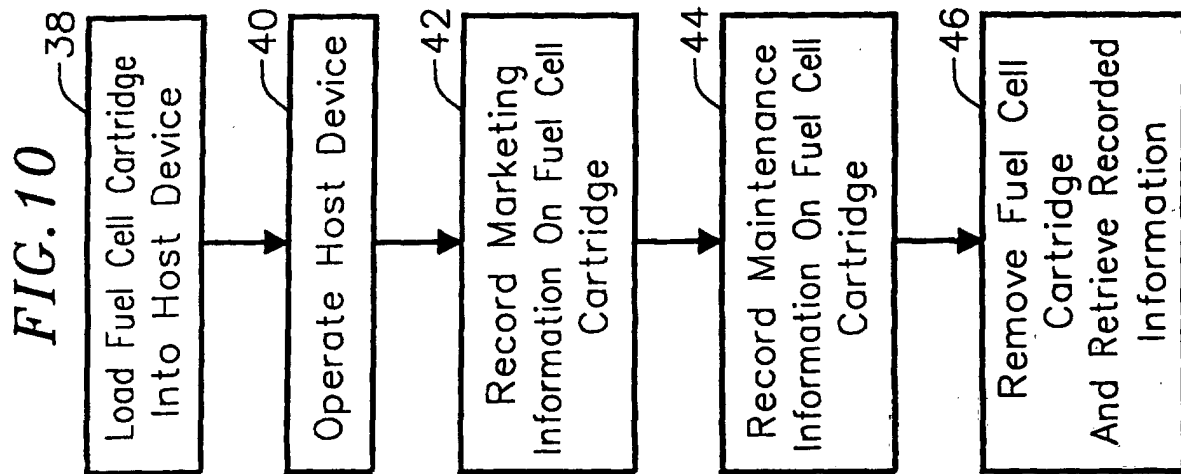 FIG. 10
38
Load Fuel Cell Cartridge
Into Host Device
40
Operate Host Device
42
Record Marketing
Information On Fuel Cell
Cartridge
44
Record Maintenance
Information On Fuel Cell
Cartridge
46
Remove Fuel Cell
Cartridge
And Retrieve Recorded
Information